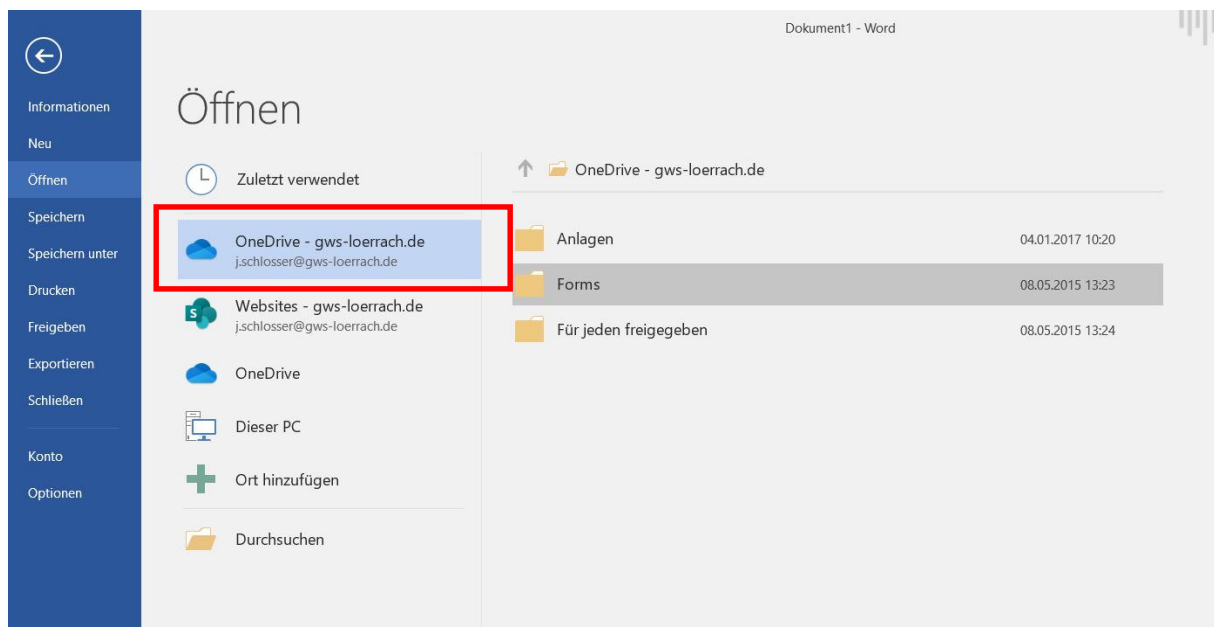 Dokument1 - Word
Informationen
Neu
Öffnen
Speichern
Speichern unter
Drucken
Freigeben
Exportieren
Schließen
Konto
Optionen
Öffnen
Zuletzt verwendet
OneDrive - gws-loerrach.de
j.schlosser@gws-loerrach.de
Websites - gws-loerrach.de
j.schlosser@gws-loerrach.de
OneDrive
Dieser PC
Ort hinzufügen
Durchsuchen
OneDrive - gws-loerrach.de
Anlagen 04.01.2017 10:20
Forms 08.05.2015 13:23
Für jeden freigegeben 08.05.2015 13:24